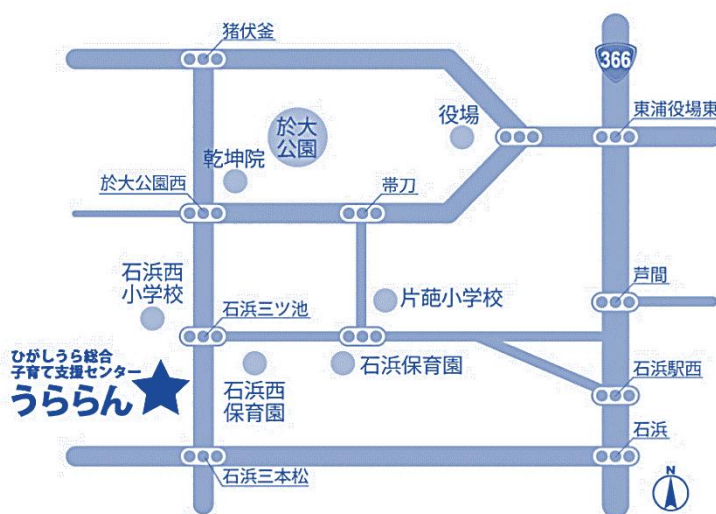 猪伏釜
366
役場
東浦役場東
於大
公園
乾坤院
於大公園西
帯刀
石浜西
小学校
片葩小学校
芦間
石浜三ツ池
ひがしうら総合
子育て支援センター
うららん
石浜西
保育園
石浜保育園
石浜駅西
石浜
石浜三本松
N